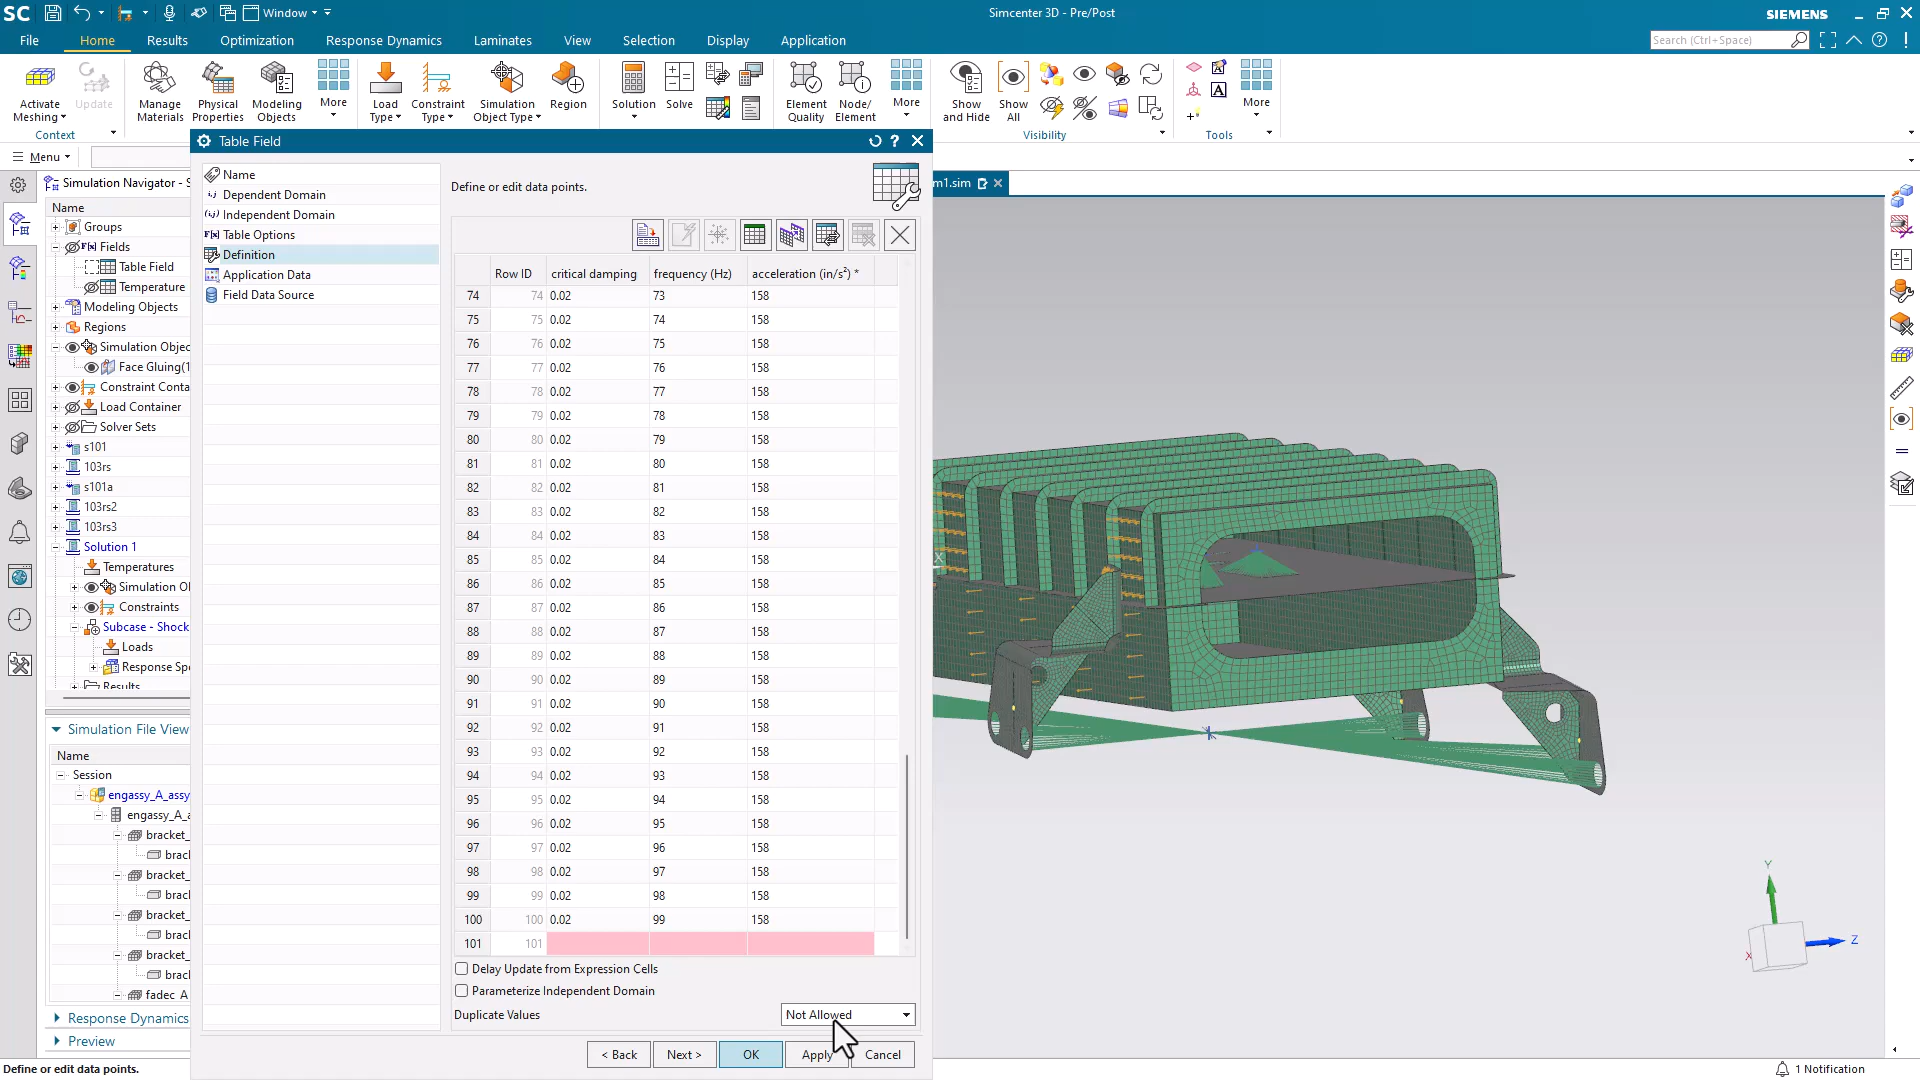 SC Window Simcenter 3D - Pre/Post SIEMENS
File Home Results Optimization Response Dynamics Laminates View Selection Display Application Search (Ctrl+Space)
Activate Meshing Update Manage Materials Physical Properties Modeling Objects More Load Type Constraint Type Simulation Object Type Region Solution Solve Element Quality Node/ Element More Show and Hide Show All More
Context Visibility Tools
Menu
Table Field
m1.sim
Simulation Navigator - S
Name
Groups
Fields
Table Field
Temperature
Modeling Objects
Regions
Simulation Objec
Face Gluing(1
Constraint Conta
Load Container
Solver Sets
s101
103rs
s101a
103rs2
103rs3
Solution 1
Temperatures
Simulation Ol
Constraints
Subcase - Shock
Loads
Response Spe
Results
Simulation File View
Name
Session
engassy_A_assy
engassy_A_a
bracket_
brack
bracket_
brack
bracket_
brack
bracket_
brack
fadec_A
Response Dynamics
Preview
Name
Dependent Domain
Independent Domain
Table Options
Definition
Application Data
Field Data Source
Define or edit data points.
Row ID critical damping frequency (Hz) acceleration (in/s²) *
74 74 0.02 73 158
75 75 0.02 74 158
76 76 0.02 75 158
77 77 0.02 76 158
78 78 0.02 77 158
79 79 0.02 78 158
80 80 0.02 79 158
81 81 0.02 80 158
82 82 0.02 81 158
83 83 0.02 82 158
84 84 0.02 83 158
85 85 0.02 84 158
86 86 0.02 85 158
87 87 0.02 86 158
88 88 0.02 87 158
89 89 0.02 88 158
90 90 0.02 89 158
91 91 0.02 90 158
92 92 0.02 91 158
93 93 0.02 92 158
94 94 0.02 93 158
95 95 0.02 94 158
96 96 0.02 95 158
97 97 0.02 96 158
98 98 0.02 97 158
99 99 0.02 98 158
100 100 0.02 99 158
101 101
Delay Update from Expression Cells
Parameterize Independent Domain
Duplicate Values Not Allowed
< Back Next > OK Apply Cancel
X
Y
Z
X
Define or edit data points. 1 Notification